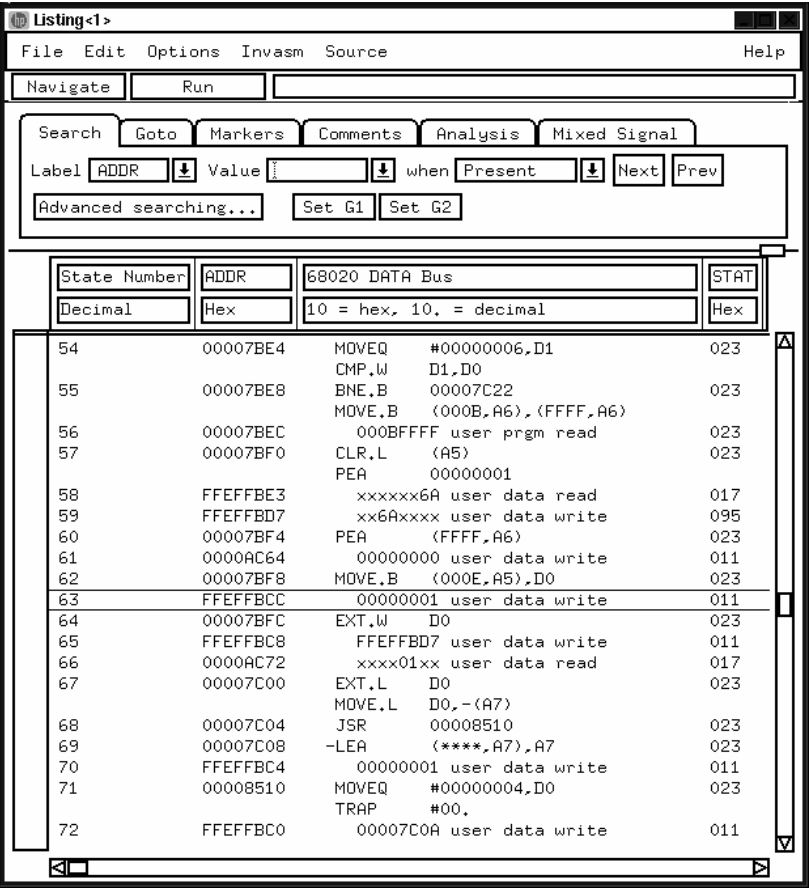 hp Listing<1>
File Edit Options Invasm Source Help
Navigate Run
Search Goto Markers Comments Analysis Mixed Signal
Label ADDR Value when Present Next Prev
Advanced searching... Set G1 Set G2
State Number ADDR 68020 DATA Bus STAT
Decimal Hex 10 = hex, 10. = decimal Hex
54 00007BE4 MOVEQ #00000006,D1 023
CMP.W D1,D0
55 00007BE8 BNE.B 00007C22 023
MOVE.B (000B,A6),(FFFF,A6)
56 00007BEC 000BFFFF user prgm read 023
57 00007BF0 CLR.L (A5) 023
PEA 00000001
58 FFEFFBE3 xxxxxx6A user data read 017
59 FFEFFBD7 xx6Axxxx user data write 095
60 00007BF4 PEA (FFFF,A6) 023
61 0000AC64 00000000 user data write 011
62 00007BF8 MOVE.B (000E,A5),D0 023
63 FFEFFBCC 00000001 user data write 011
64 00007BFC EXT.W D0 023
65 FFEFFBC8 FFEFFBD7 user data write 011
66 0000AC72 xxxx01xx user data read 017
67 00007C00 EXT.L D0 023
MOVE.L D0,-(A7)
68 00007C04 JSR 00008510 023
69 00007C08 -LEA (****,A7),A7 023
70 FFEFFBC4 00000001 user data write 011
71 00008510 MOVEQ #00000004,D0 023
TRAP #00.
72 FFEFFBC0 00007C0A user data write 011